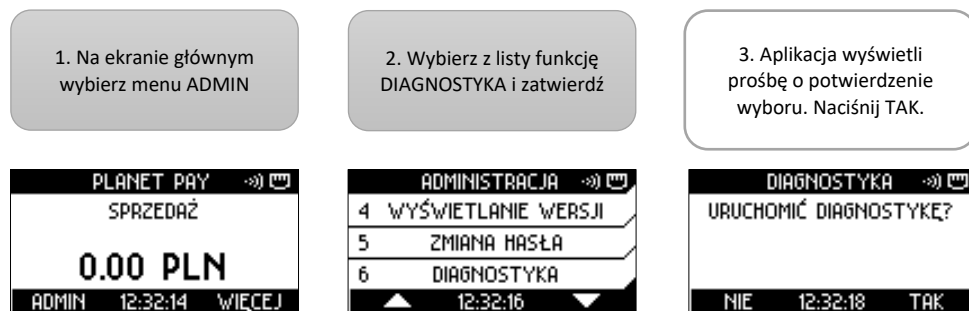 1. Na ekranie głównym
wybierz menu ADMIN
2. Wybierz z listy funkcję
DIAGNOSTYKA i zatwierdź
3. Aplikacja wyświetli
prośbę o potwierdzenie
wyboru. Naciśnij TAK.
PLANET PAY
SPRZEDAŻ
0.00 PLN
ADMIN 12:32:14 WIĘCEJ
ADMINISTRACJA
4 WYŚWIETLANIE WERSJI
5 ZMIANA HASŁA
6 DIAGNOSTYKA
12:32:16
DIAGNOSTYKA
URUCHOMIĆ DIAGNOSTYKĘ?
NIE 12:32:18 TAK